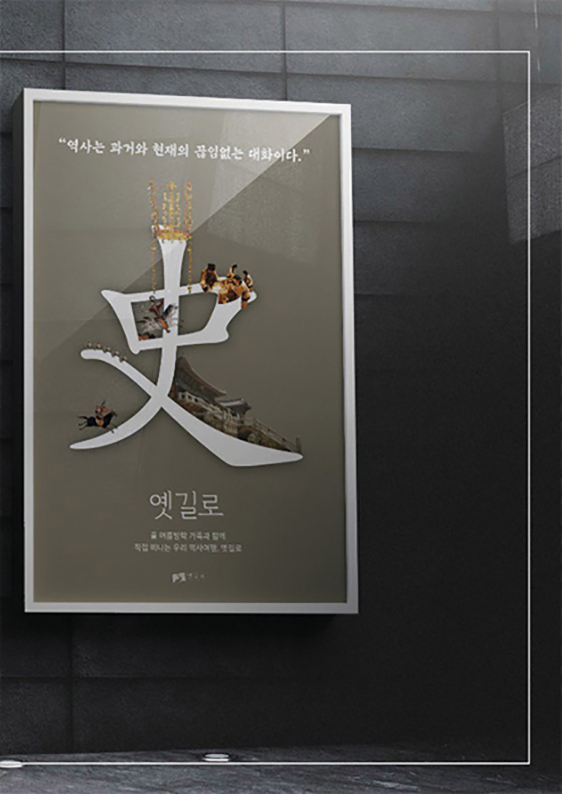 “역사는 과거와 현재의 끊임없는 대화이다.”
史
옛길로
올 여름방학 가족과 함께
직접 떠나는 우리 역사여행, 옛길로